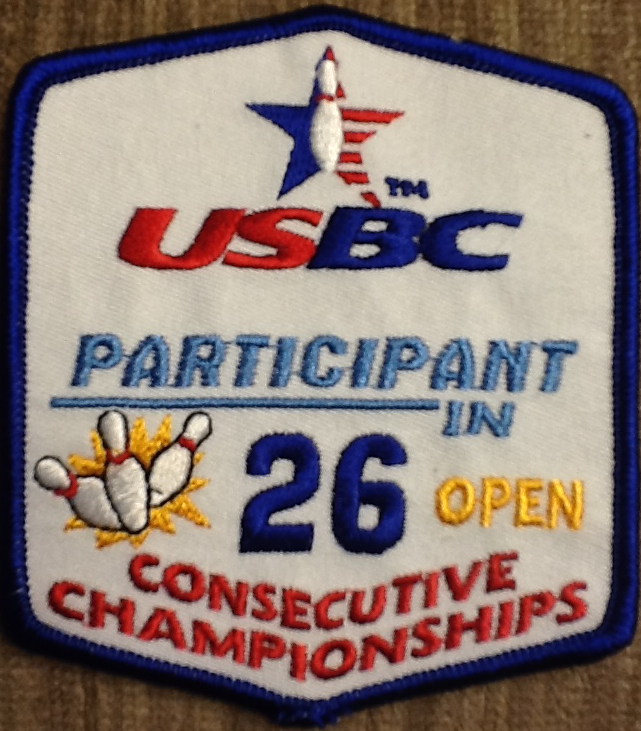 ™
USBC
PARTICIPANT
IN
26 OPEN
CONSECUTIVE
CHAMPIONSHIPS